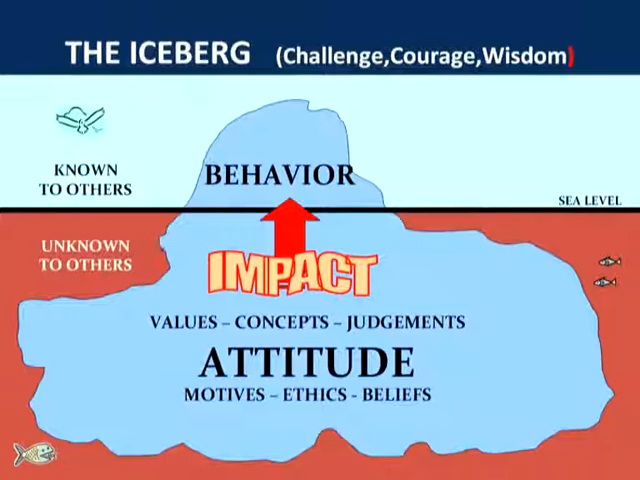 THE ICEBERG (Challenge,Courage,Wisdom)
KNOWN
TO OTHERS
BEHAVIOR
SEA LEVEL
UNKNOWN
TO OTHERS
IMPACT
VALUES – CONCEPTS – JUDGEMENTS
ATTITUDE
MOTIVES – ETHICS - BELIEFS